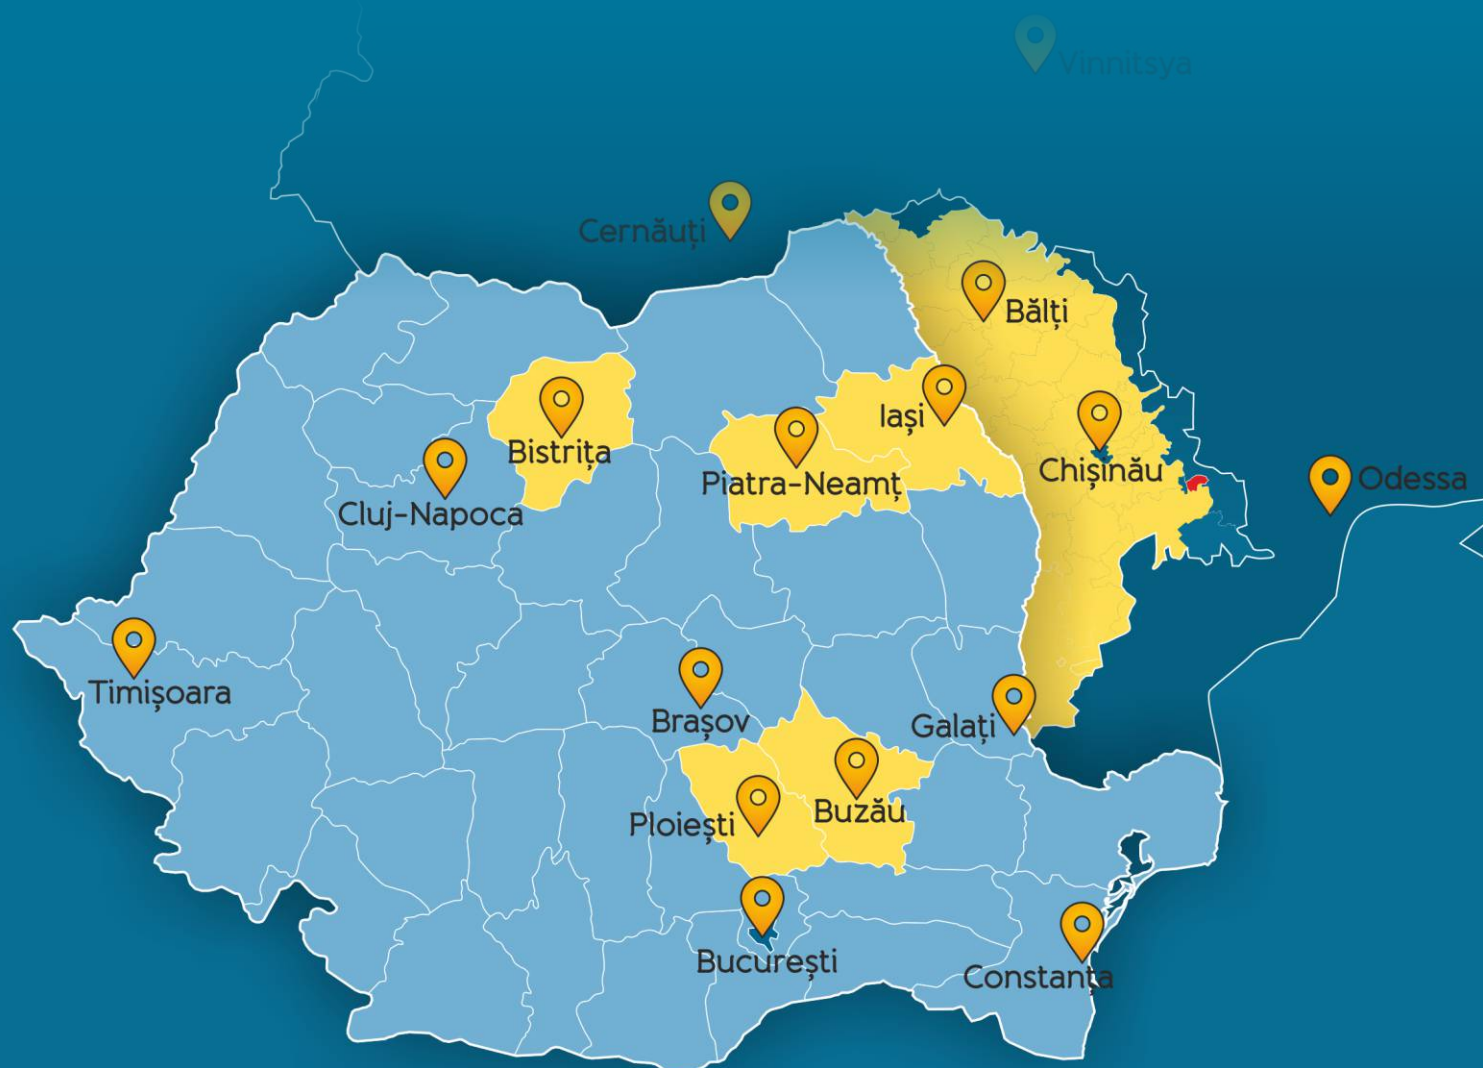 Vinnitsya
Cernăuți
Bălți
Iași
Bistrița
Chișinău
Piatra-Neamț
Odessa
Cluj-Napoca
Timișoara
Brașov
Galați
Buzău
Ploiești
București
Constanța